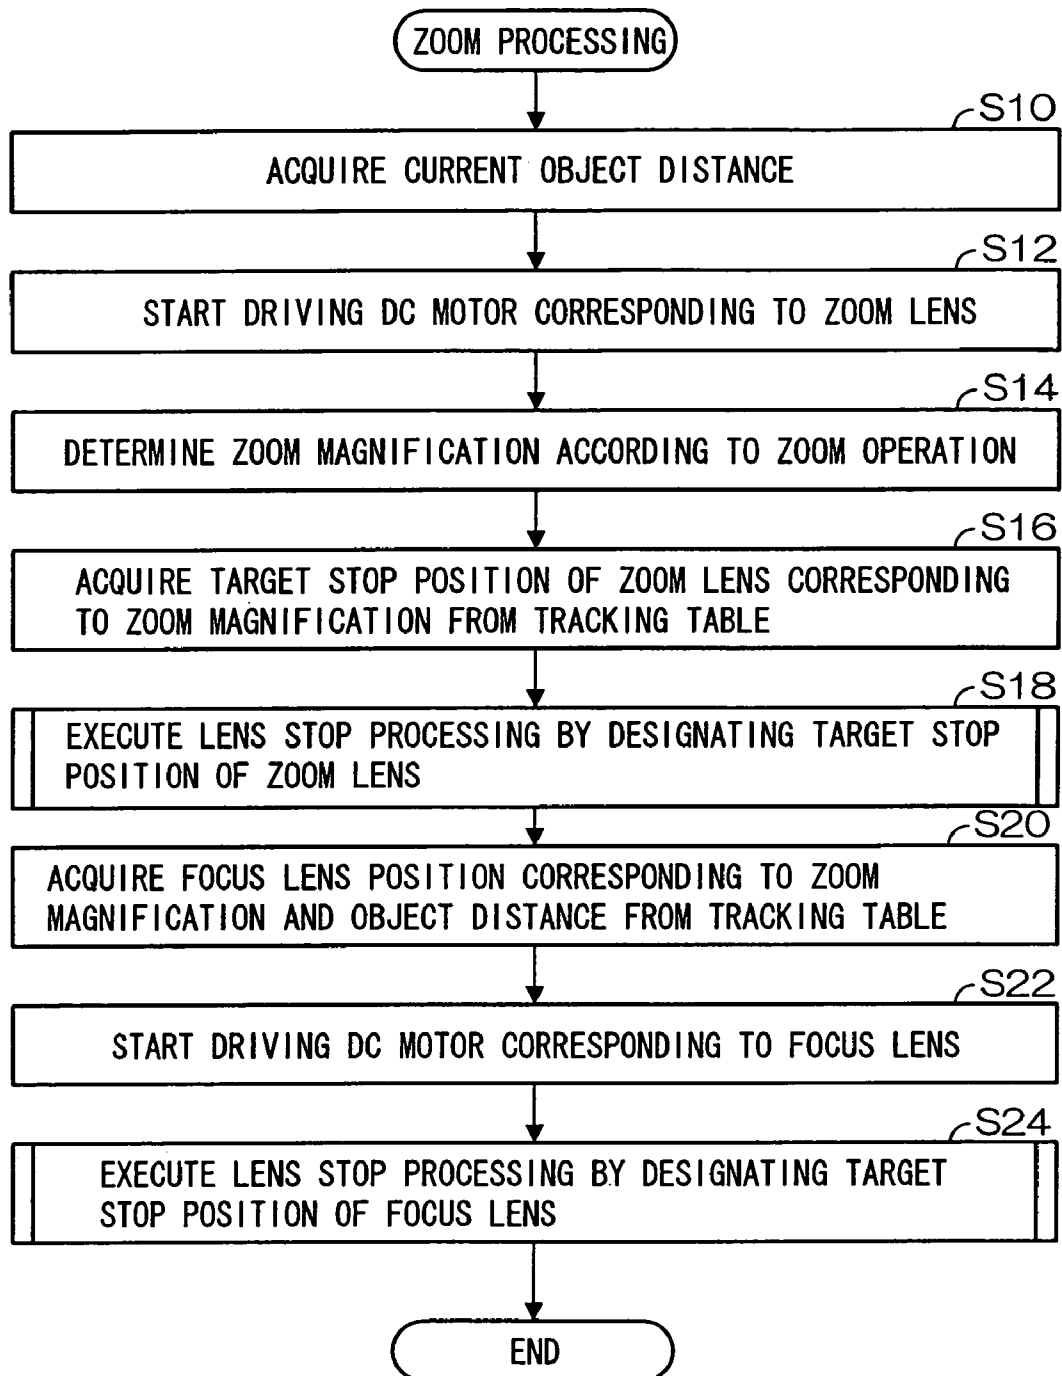 ZOOM PROCESSING
S10
ACQUIRE CURRENT OBJECT DISTANCE
S12
START DRIVING DC MOTOR CORRESPONDING TO ZOOM LENS
S14
DETERMINE ZOOM MAGNIFICATION ACCORDING TO ZOOM OPERATION
S16
ACQUIRE TARGET STOP POSITION OF ZOOM LENS CORRESPONDING
TO ZOOM MAGNIFICATION FROM TRACKING TABLE
S18
EXECUTE LENS STOP PROCESSING BY DESIGNATING TARGET STOP
POSITION OF ZOOM LENS
S20
ACQUIRE FOCUS LENS POSITION CORRESPONDING TO ZOOM
MAGNIFICATION AND OBJECT DISTANCE FROM TRACKING TABLE
S22
START DRIVING DC MOTOR CORRESPONDING TO FOCUS LENS
S24
EXECUTE LENS STOP PROCESSING BY DESIGNATING TARGET
STOP POSITION OF FOCUS LENS
END